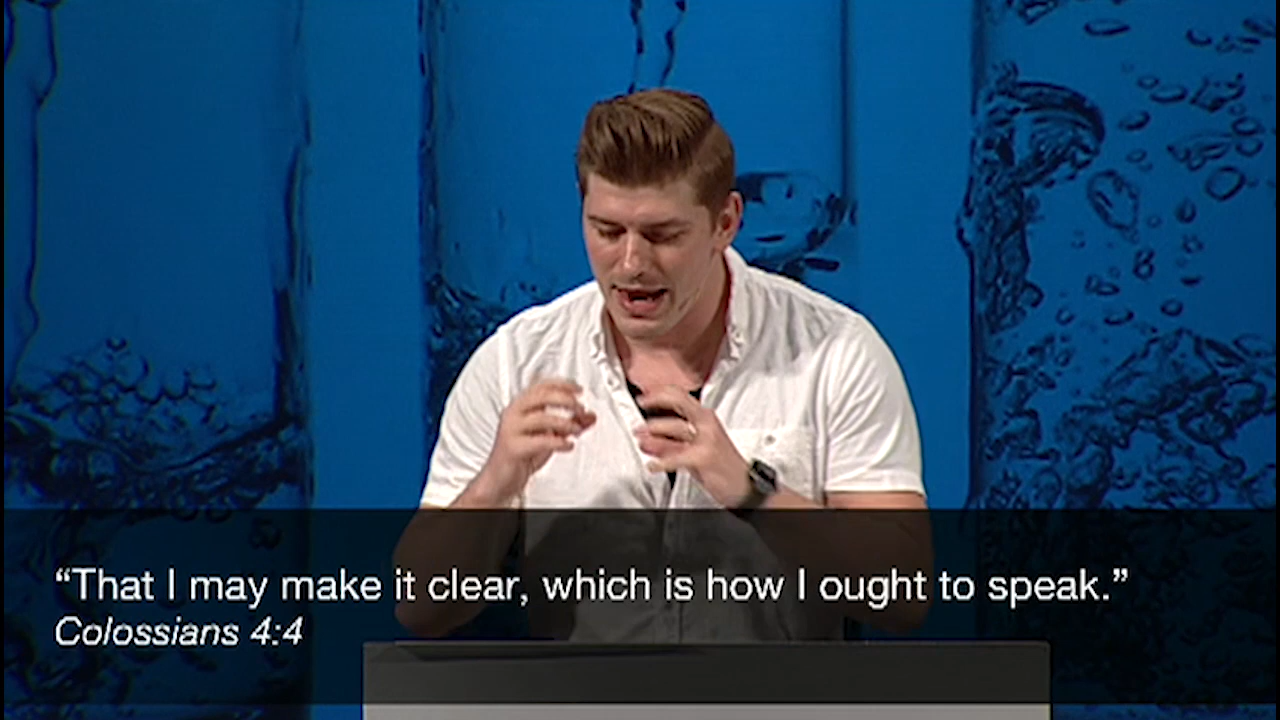 “That I may make it clear, which is how I ought to speak.”
Colossians 4:4